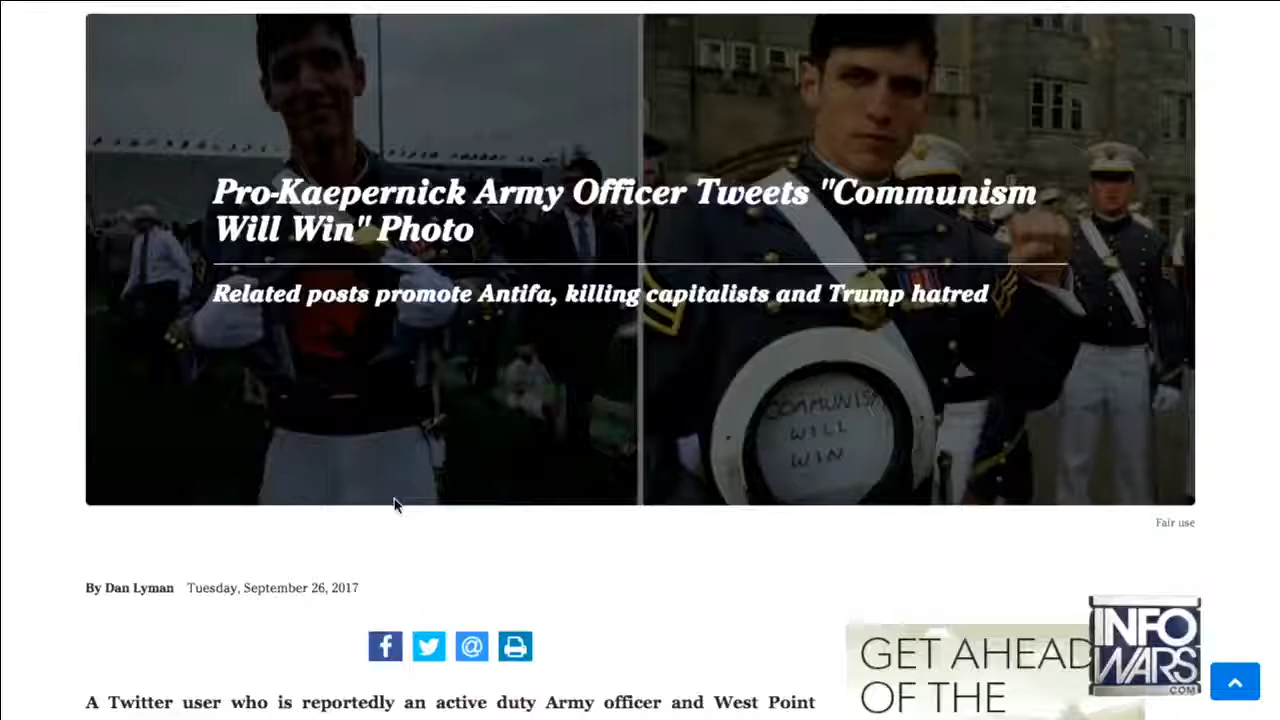 Pro-Kaepernick Army Officer Tweets "Communism
Will Win" Photo
Related posts promote Antifa, killing capitalists and Trump hatred
COMMUNISM
WILL
WIN
Fair use
By Dan Lyman Tuesday, September 26, 2017
A Twitter user who is reportedly an active duty Army officer and West Point
GET AHEAD
OF THE
INFO
WARS
.COM